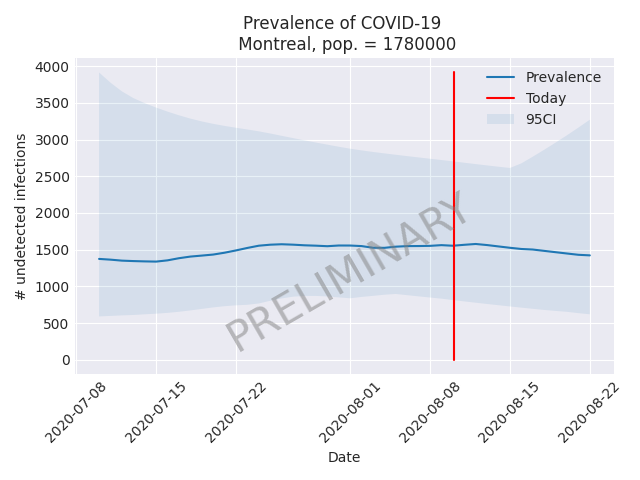 Prevalence of COVID-19
Montreal, pop. = 1780000
4000
3500
3000
2500
2000
1500
1000
500
0
# undetected infections
Prevalence
Today
95CI
PRELIMINARY
2020-07-08
2020-07-15
2020-07-22
2020-08-01
2020-08-08
2020-08-15
2020-08-22
Date